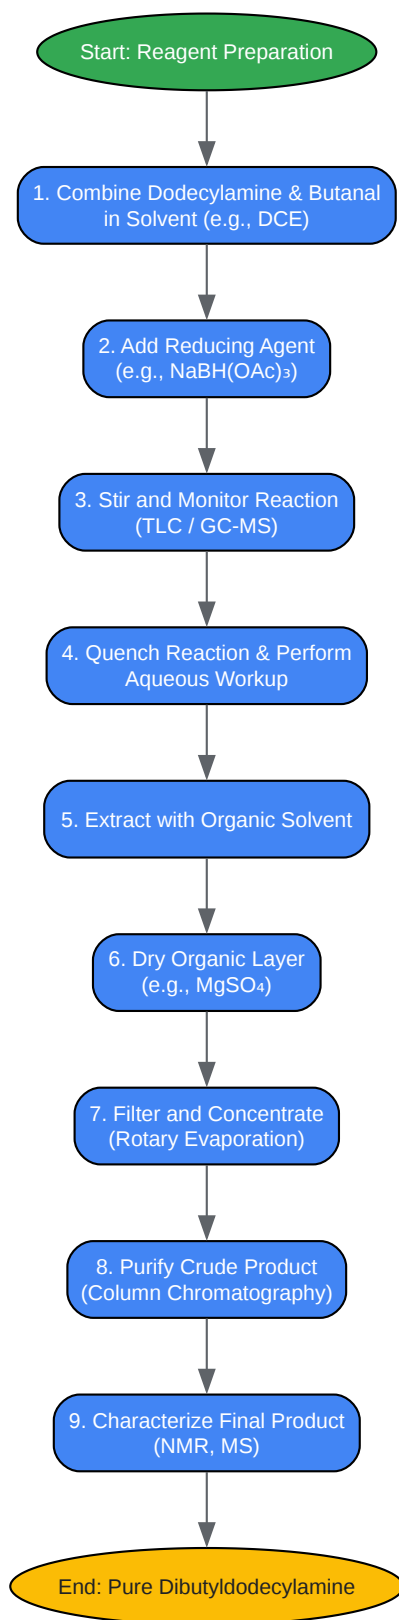 Start: Reagent Preparation
1. Combine Dodecylamine & Butanal
in Solvent (e.g., DCE)
2. Add Reducing Agent
(e.g., NaBH(OAc)₃)
3. Stir and Monitor Reaction
(TLC / GC-MS)
4. Quench Reaction & Perform
Aqueous Workup
5. Extract with Organic Solvent
6. Dry Organic Layer
(e.g., MgSO₄)
7. Filter and Concentrate
(Rotary Evaporation)
8. Purify Crude Product
(Column Chromatography)
9. Characterize Final Product
(NMR, MS)
End: Pure Dibutyldodecylamine